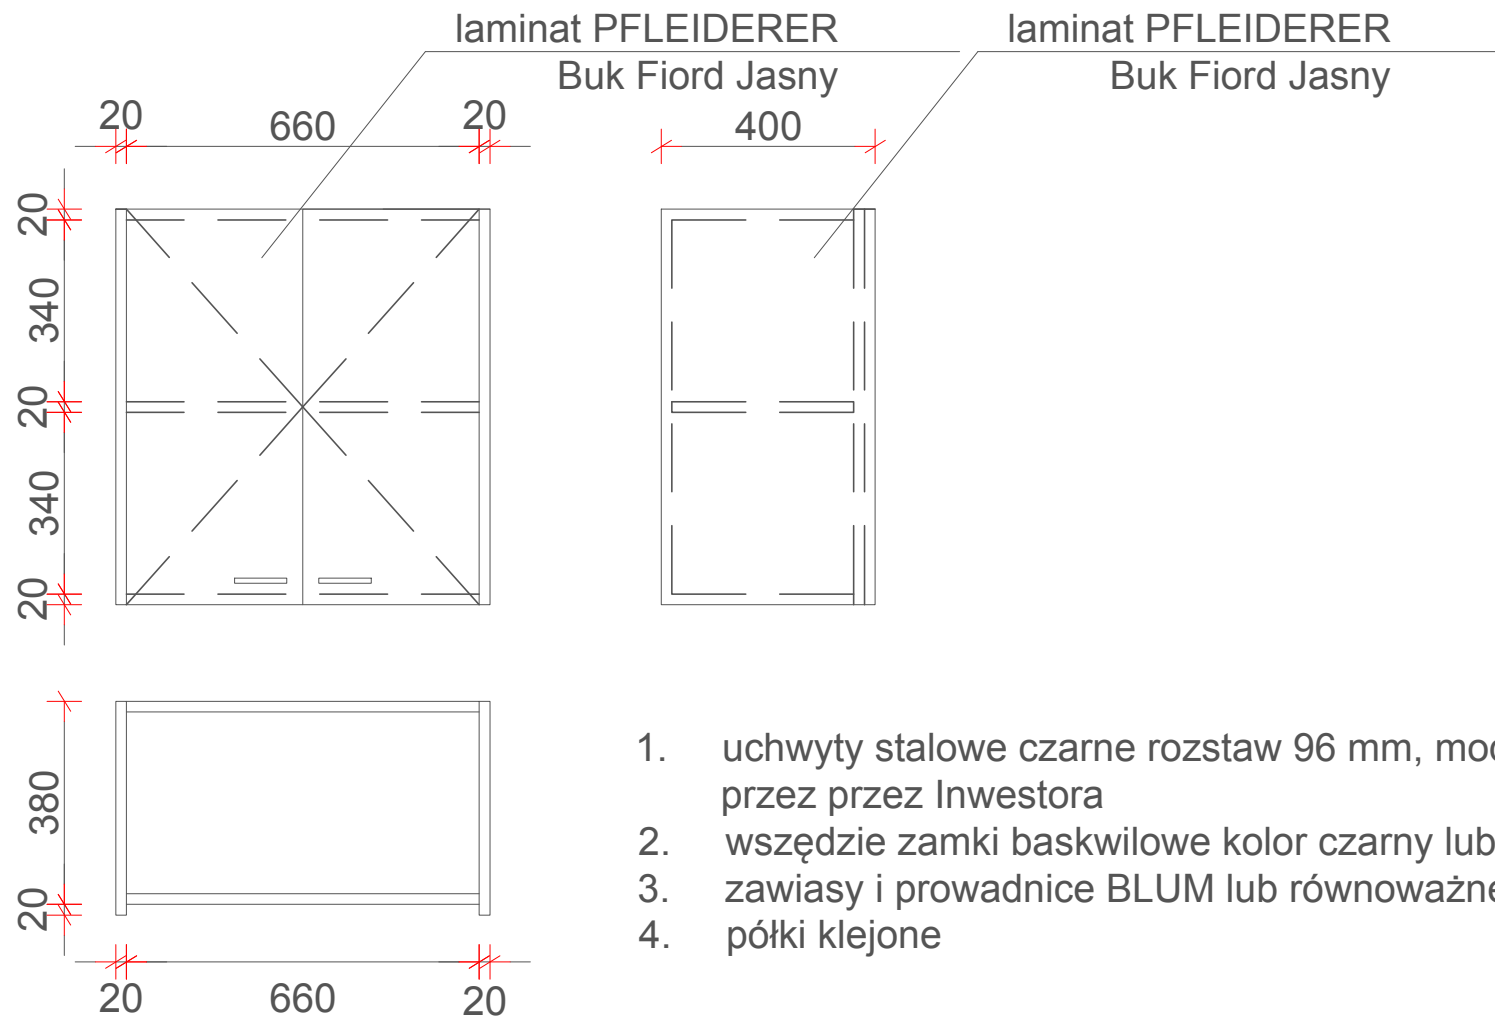 laminat PFLEIDERER
Buk Fiord Jasny
laminat PFLEIDERER
Buk Fiord Jasny
20 660 20
400
20
340
20
340
20
380
20
20 660 20
1. uchwyty stalowe czarne rozstaw 96 mm,
przez przez Inwestora
2. wszędzie zamki baskwilowe kolor czarny lub
3. zawiasy i prowadnice BLUM lub równoważne
4. półki klejone